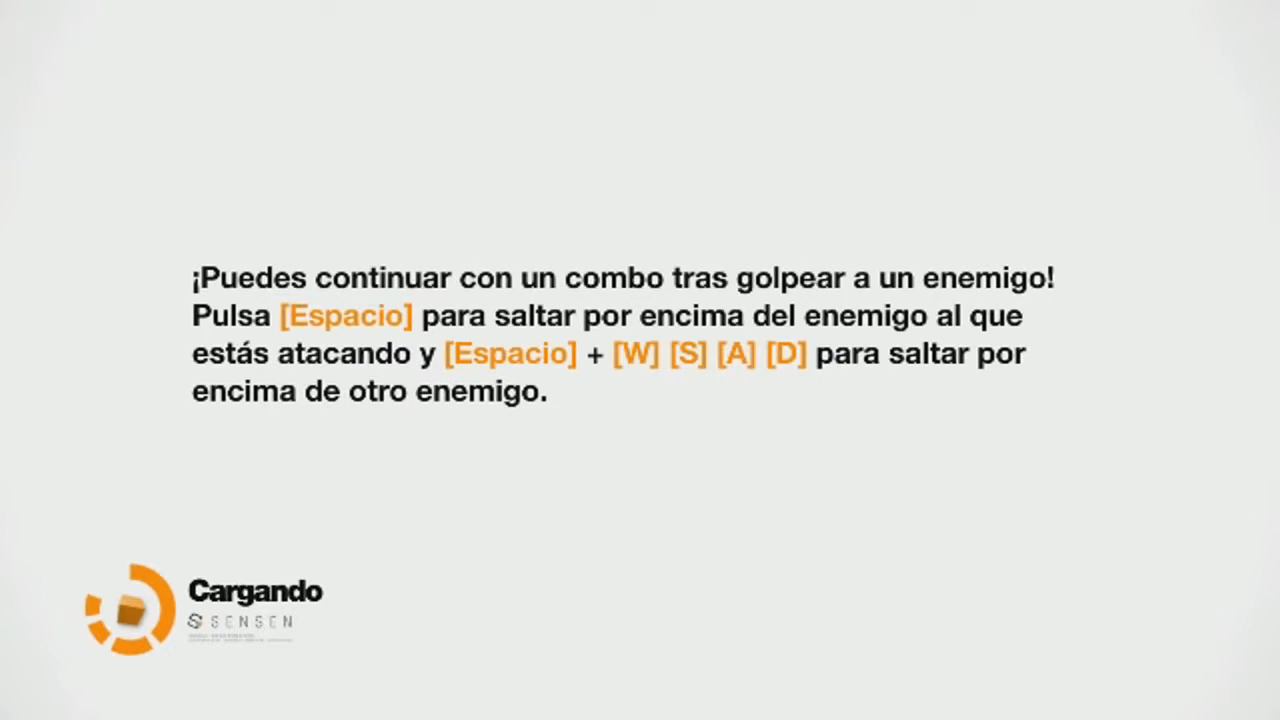 ¡Puedes continuar con un combo tras golpear a un enemigo!
Pulsa [Espacio] para saltar por encima del enemigo al que
estás atacando y [Espacio] + [W] [S] [A] [D] para saltar por
encima de otro enemigo.
Cargando
SENSEN